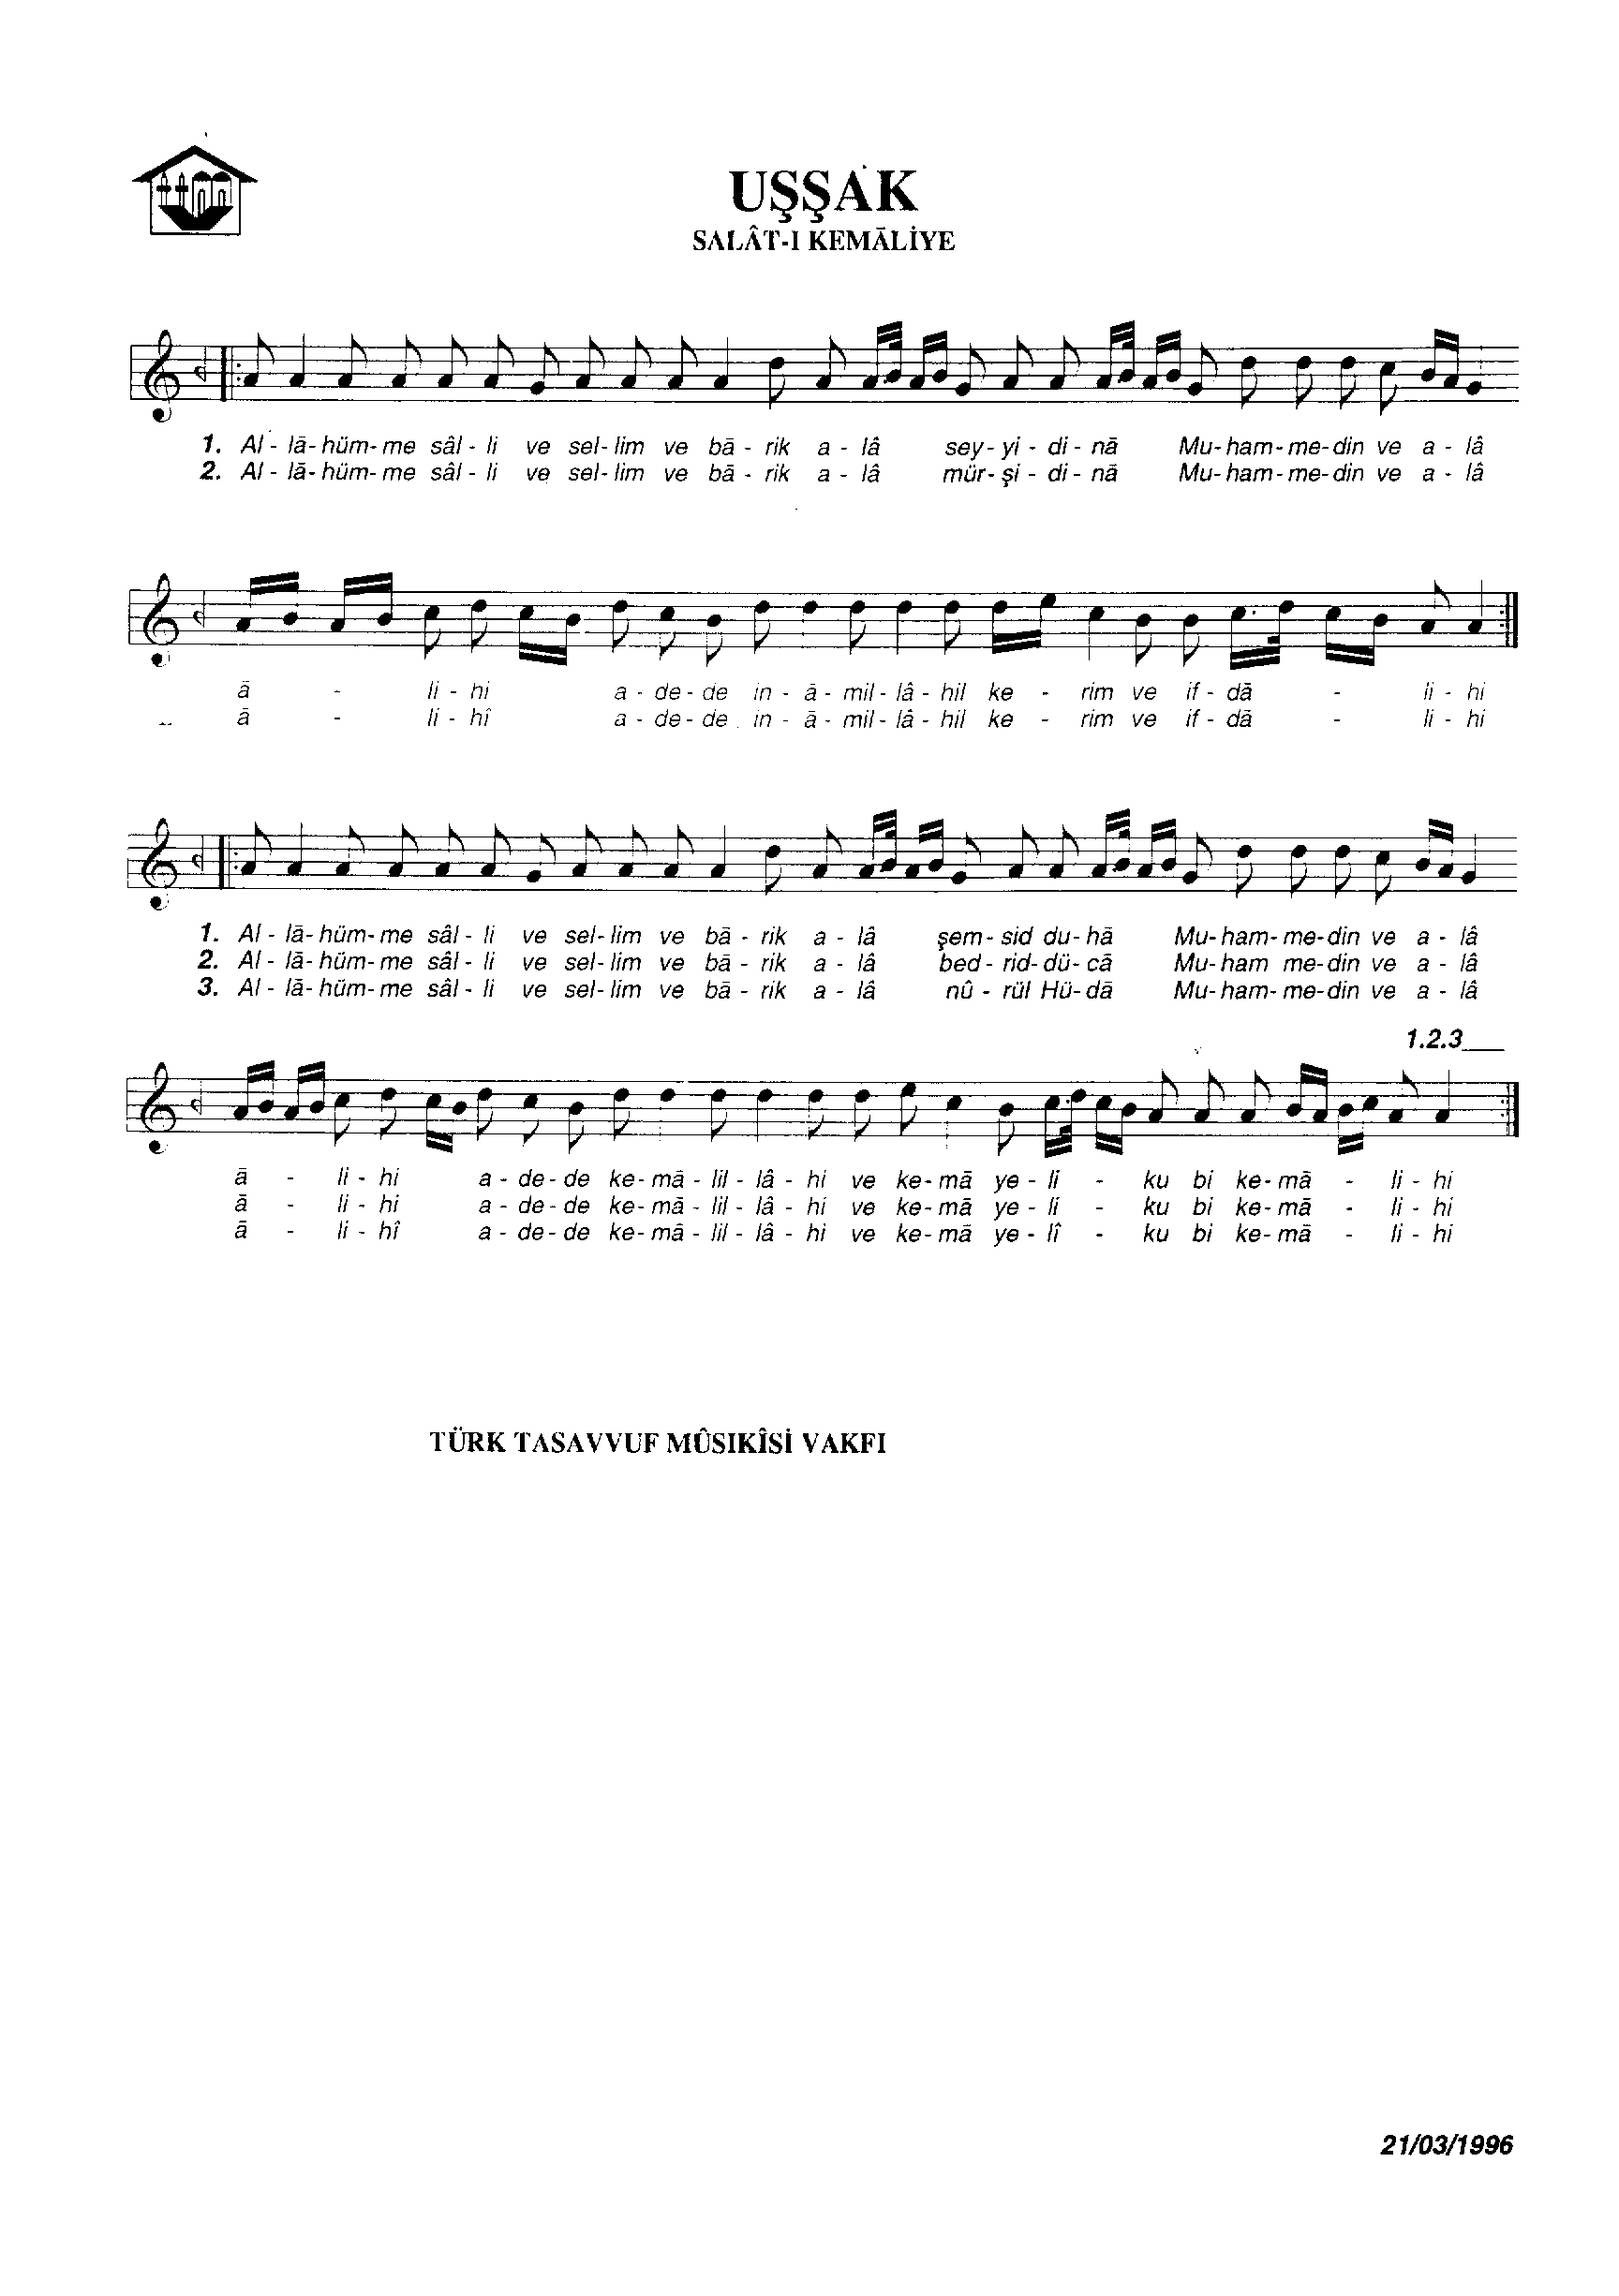 UŞŞAK
SALÂT-I KEMĀLİYE
1. Al - lā- hüm- me sâl - li ve sel- lim ve bā - rik a - lâ sey - yi - di - nā Mu- ham- me- din ve a - lâ
2. Al - lā- hüm- me sâl - li ve sel- lim ve bā - rik a - lâ mür- şi - di - nā Mu- ham- me- din ve a - lâ
ā - li - hi a - de - de in - ā - mil - lâ - hil ke - rim ve if - dā - li - hi
ā - li - hî a - de - de in - ā - mil - lâ - hil ke - rim ve if - dā - li - hi
1. Al - lā- hüm- me sâl - li ve sel- lim ve bā - rik a - lâ şem - sid du- hā Mu- ham- me- din ve a - lâ
2. Al - lā- hüm- me sâl - li ve sel- lim ve bā - rik a - lâ bed - rid- dü- cā Mu- ham me- din ve a - lâ
3. Al - lā- hüm- me sâl - li ve sel- lim ve bā - rik a - lâ nû - rül Hü- dā Mu- ham- me- din ve a - lâ
1.2.3___
ā - li - hi a - de - de ke- mā - lil - lâ - hi ve ke- mā ye - li - ku bi ke- mā - li - hi
ā - li - hi a - de - de ke- mā - lil - lâ - hi ve ke- mā ye - li - ku bi ke- mā - li - hi
ā - li - hî a - de - de ke- mā - lil - lâ - hi ve ke- mā ye - lî - ku bi ke- mā - li - hi
TÜRK TASAVVUF MÛSIKÎSİ VAKFI
21/03/1996